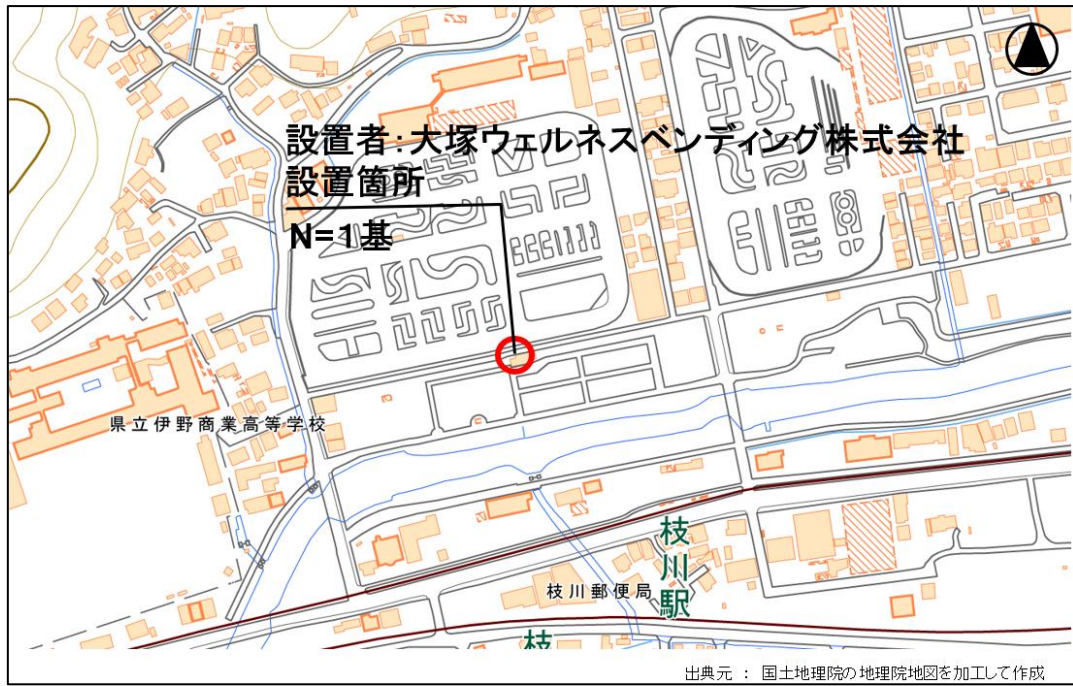 設置者：大塚ウェルネスベンディング株式会社
設置箇所
N=1基
県立伊野商業高等学校
枝川駅
枝川郵便局
枝
出典元 ： 国土地理院の地理院地図を加工して作成